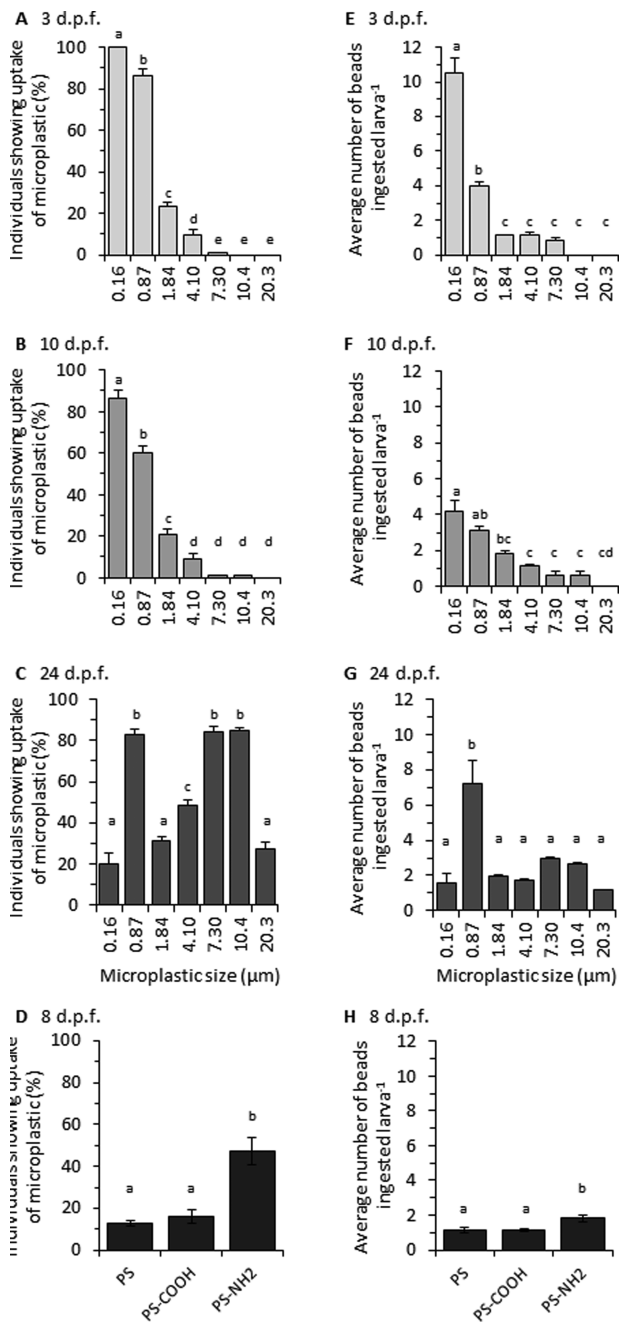 A 3 d.p.f.
Individuals showing uptake
of microplastic (%)
100
80
60
40
20
0
a
b
c
d
e
e
e
0.16
0.87
1.84
4.10
7.30
10.4
20.3
E 3 d.p.f.
Average number of beads
ingested larva-1
12
10
8
6
4
2
0
a
b
c
c
c
c
c
0.16
0.87
1.84
4.10
7.30
10.4
20.3
B 10 d.p.f.
Individuals showing uptake
of microplastic (%)
100
80
60
40
20
0
a
b
c
d
d
d
d
0.16
0.87
1.84
4.10
7.30
10.4
20.3
F 10 d.p.f.
Average number of beads
ingested larva-1
12
10
8
6
4
2
0
a
ab
bc
c
c
c
cd
0.16
0.87
1.84
4.10
7.30
10.4
20.3
C 24 d.p.f.
Individuals showing uptake
of microplastic (%)
100
80
60
40
20
0
a
b
a
c
b
b
a
0.16
0.87
1.84
4.10
7.30
10.4
20.3
Microplastic size (µm)
G 24 d.p.f.
Average number of beads
ingested larva-1
12
10
8
6
4
2
0
a
b
a
a
a
a
a
0.16
0.87
1.84
4.10
7.30
10.4
20.3
Microplastic size (µm)
D 8 d.p.f.
Individuals showing uptake
of microplastic (%)
100
80
60
40
20
0
a
a
b
PS
PS-COOH
PS-NH2
H 8 d.p.f.
Average number of beads
ingested larva-1
12
10
8
6
4
2
0
a
a
b
PS
PS-COOH
PS-NH2